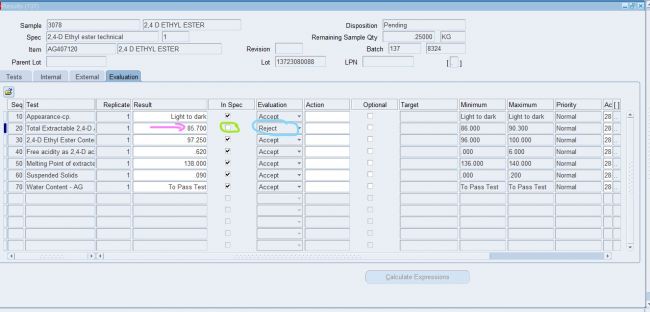 Results (137)
Sample 3078 2,4 D ETHYL ESTER Disposition Pending
Spec 2,4-D Ethyl ester technical 1 Remaining Sample Qty 25000 KG
Item AG407120 2,4 D ETHYL ESTER Revision Batch 137 8324
Parent Lot Lot 13723080088 LPN [ ]
Tests Internal External Evaluation
Seq Test Replicate Result In Spec Evaluation Action Optional Target Minimum Maximum Priority Ac [ ]
10 Appearance-cp. 1 Light to dark Accept Light to dark Light to dark Normal 28
20 Total Extractable 2,4-D 1 85.700 Reject 86.000 90.300 Normal 28
30 2,4-D Ethyl Ester Conte 1 97.250 Accept 96.000 100.000 Normal 28
40 Free acidity as 2,4-D ac 1 .620 Accept .000 6.000 Normal 28
50 Melting Point of extracte 1 138.000 Accept 136.000 140.000 Normal 28
60 Suspended Solids 1 .090 Accept .000 .200 Normal 28
70 Water Content - AG 1 To Pass Test Accept To Pass Test To Pass Test Normal 28
Calculate Expressions